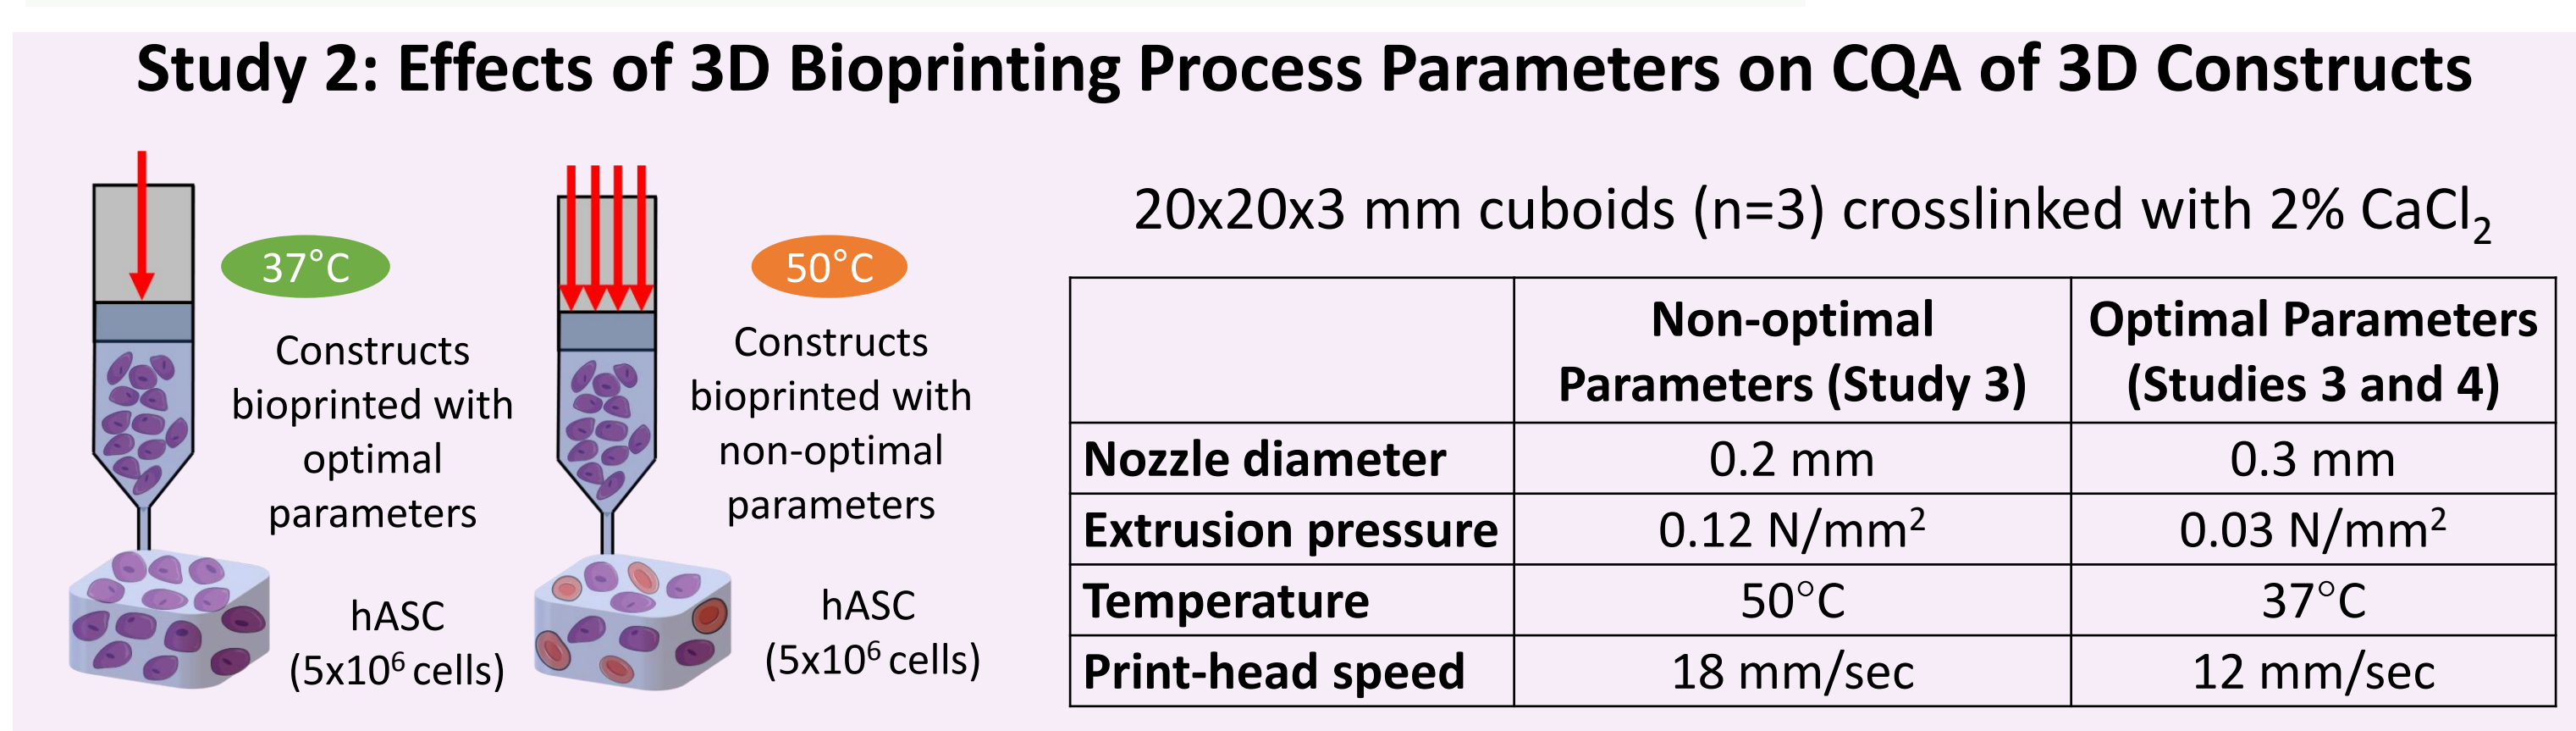 Study 2: Effects of 3D Bioprinting Process Parameters on CQA of 3D Constructs
37°C
Constructs
bioprinted with
optimal
parameters
hASC
(5x10⁶ cells)
50°C
Constructs
bioprinted with
non-optimal
parameters
hASC
(5x10⁶ cells)
20x20x3 mm cuboids (n=3) crosslinked with 2% CaCl₂
Non-optimal
Parameters (Study 3)
Optimal Parameters
(Studies 3 and 4)
Nozzle diameter 0.2 mm 0.3 mm
Extrusion pressure 0.12 N/mm² 0.03 N/mm²
Temperature 50°C 37°C
Print-head speed 18 mm/sec 12 mm/sec